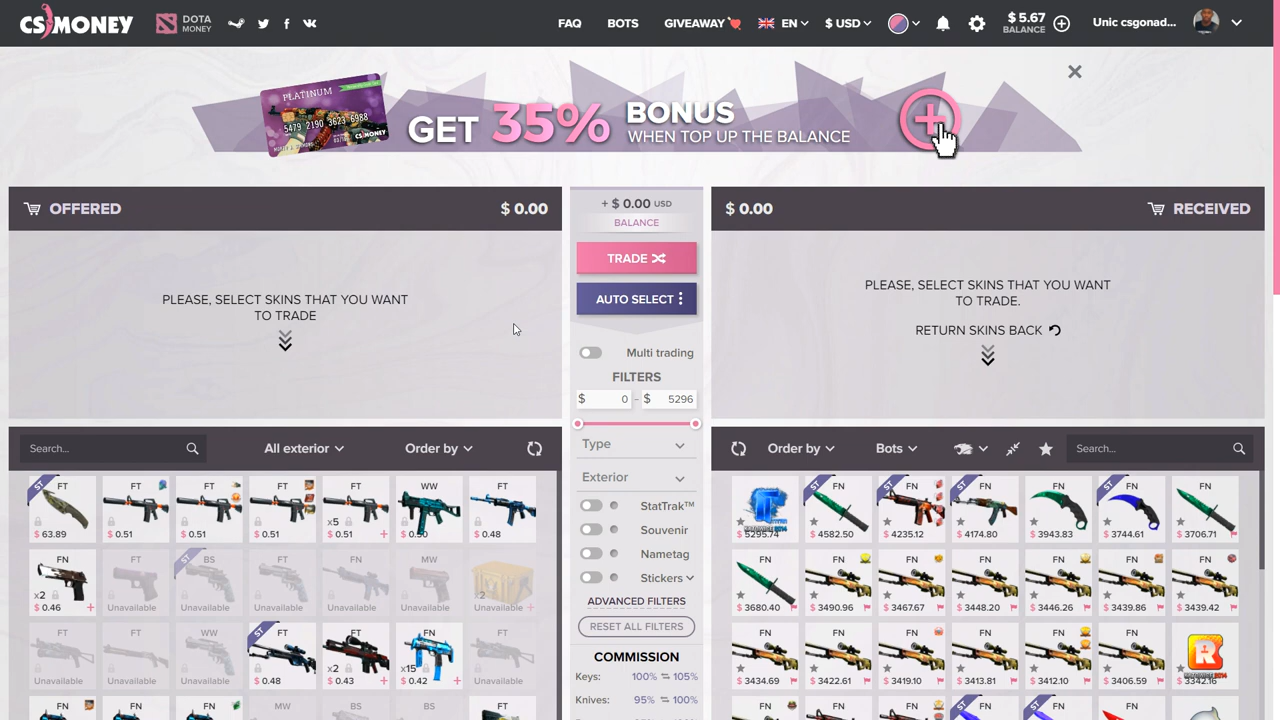 CS MONEY
DOTA
MONEY
FAQ
BOTS
GIVEAWAY
EN
$ USD
$ 5.67
BALANCE
Unic csgonad...
PLATINUM
5479 2190 3623 6988
CS.MONEY
GET 35% BONUS
WHEN TOP UP THE BALANCE
OFFERED
$ 0.00
PLEASE, SELECT SKINS THAT YOU WANT
TO TRADE
+ $ 0.00 USD
BALANCE
TRADE
AUTO SELECT
Multi trading
FILTERS
$ 0 - $ 5296
Type
Exterior
StatTrak™
Souvenir
Nametag
Stickers
ADVANCED FILTERS
RESET ALL FILTERS
COMMISSION
Keys: 100% 105%
Knives: 95% 100%
$ 0.00
RECEIVED
PLEASE, SELECT SKINS THAT YOU WANT
TO TRADE.
RETURN SKINS BACK
Search...
All exterior
Order by
ST FT FT FT FT FT WW FT
x5
$ 63.89 $ 0.51 $ 0.51 $ 0.51 $ 0.51 $ 0.50 $ 0.48
FN FT ST BS FT FN MW
x2 x2
$ 0.46 Unavailable Unavailable Unavailable Unavailable Unavailable Unavailable
FT FT WW ST FT FT FN FT
x2 x15
Unavailable Unavailable Unavailable $ 0.48 $ 0.43 $ 0.42 Unavailable
FT FN FN MW BS FN FT
Order by
Bots
Search...
ST FN ST FN ST FT FN ST FN FN
$ 5295.74 $ 4582.50 $ 4235.12 $ 4174.80 $ 3943.83 $ 3744.61 $ 3706.71
FN FN FN FN FN FN FN
$ 3680.40 $ 3490.96 $ 3467.67 $ 3448.20 $ 3446.26 $ 3439.86 $ 3439.42
FN FN FN FN FN FN
$ 3434.69 $ 3422.61 $ 3419.10 $ 3413.81 $ 3412.10 $ 3406.59 $ 3342.16
FN FN ST FN ST FN FN ST FN